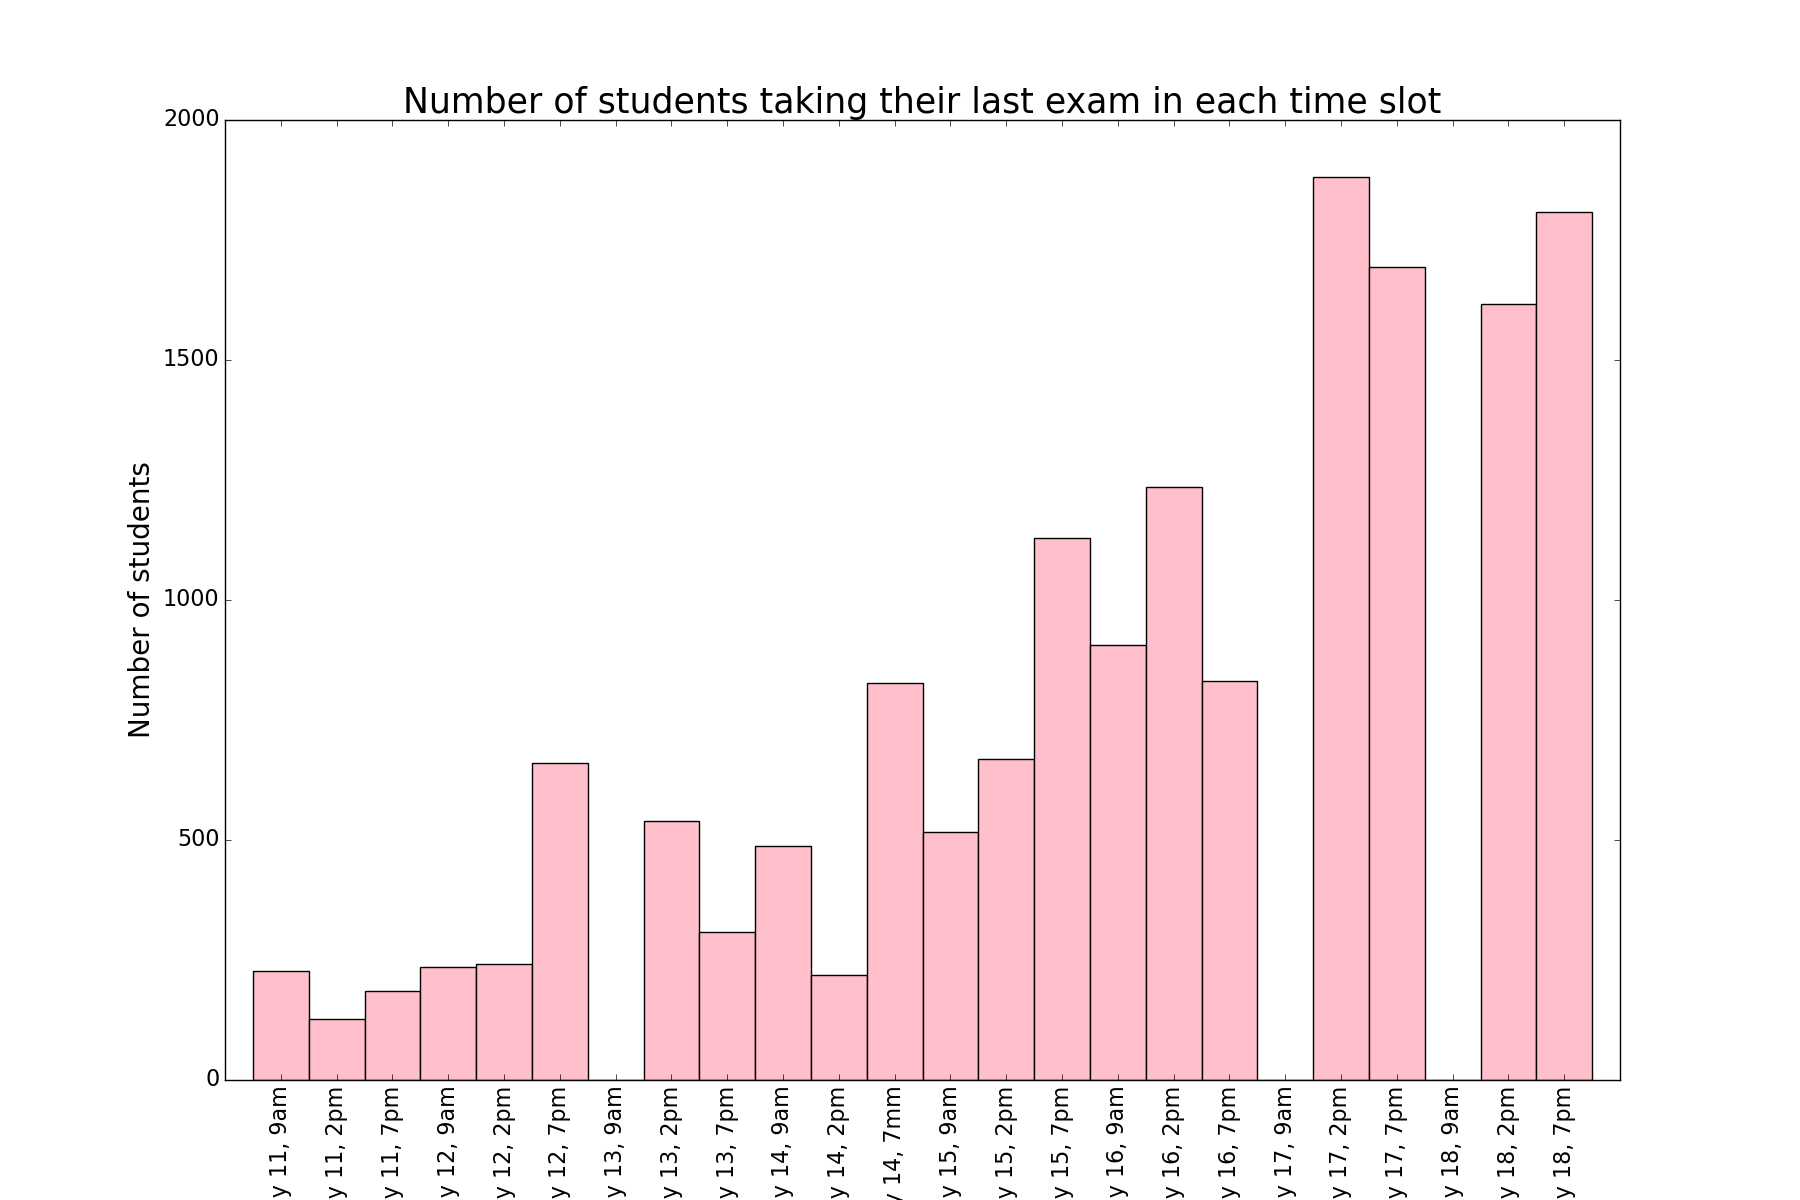 Number of students taking their last exam in each time slot
Number of students
2000
1500
1000
500
0
y 11, 9am
y 11, 2pm
y 11, 7pm
y 12, 9am
y 12, 2pm
y 12, 7pm
y 13, 9am
y 13, 2pm
y 13, 7pm
y 14, 9am
y 14, 2pm
y 14, 7mm
y 15, 9am
y 15, 2pm
y 15, 7pm
y 16, 9am
y 16, 2pm
y 16, 7pm
y 17, 9am
y 17, 2pm
y 17, 7pm
y 18, 9am
y 18, 2pm
y 18, 7pm